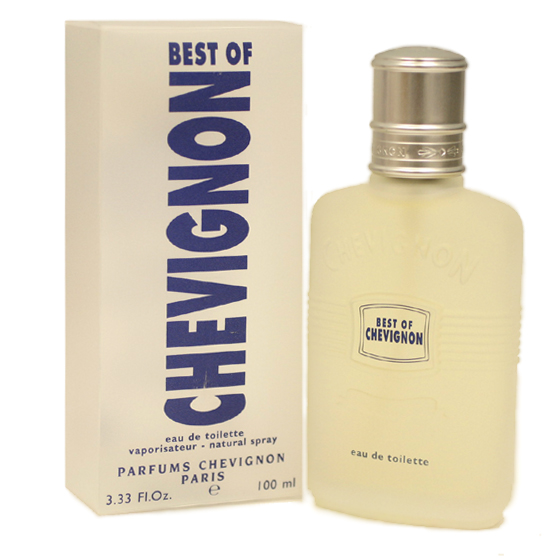 BEST OF
CHEVIGNON
eau de toilette
vaporisateur - natural spray
PARFUMS CHEVIGNON
PARIS
3.33 Fl.Oz. e 100 ml
CHEVIGNON
BEST OF
CHEVIGNON
eau de toilette